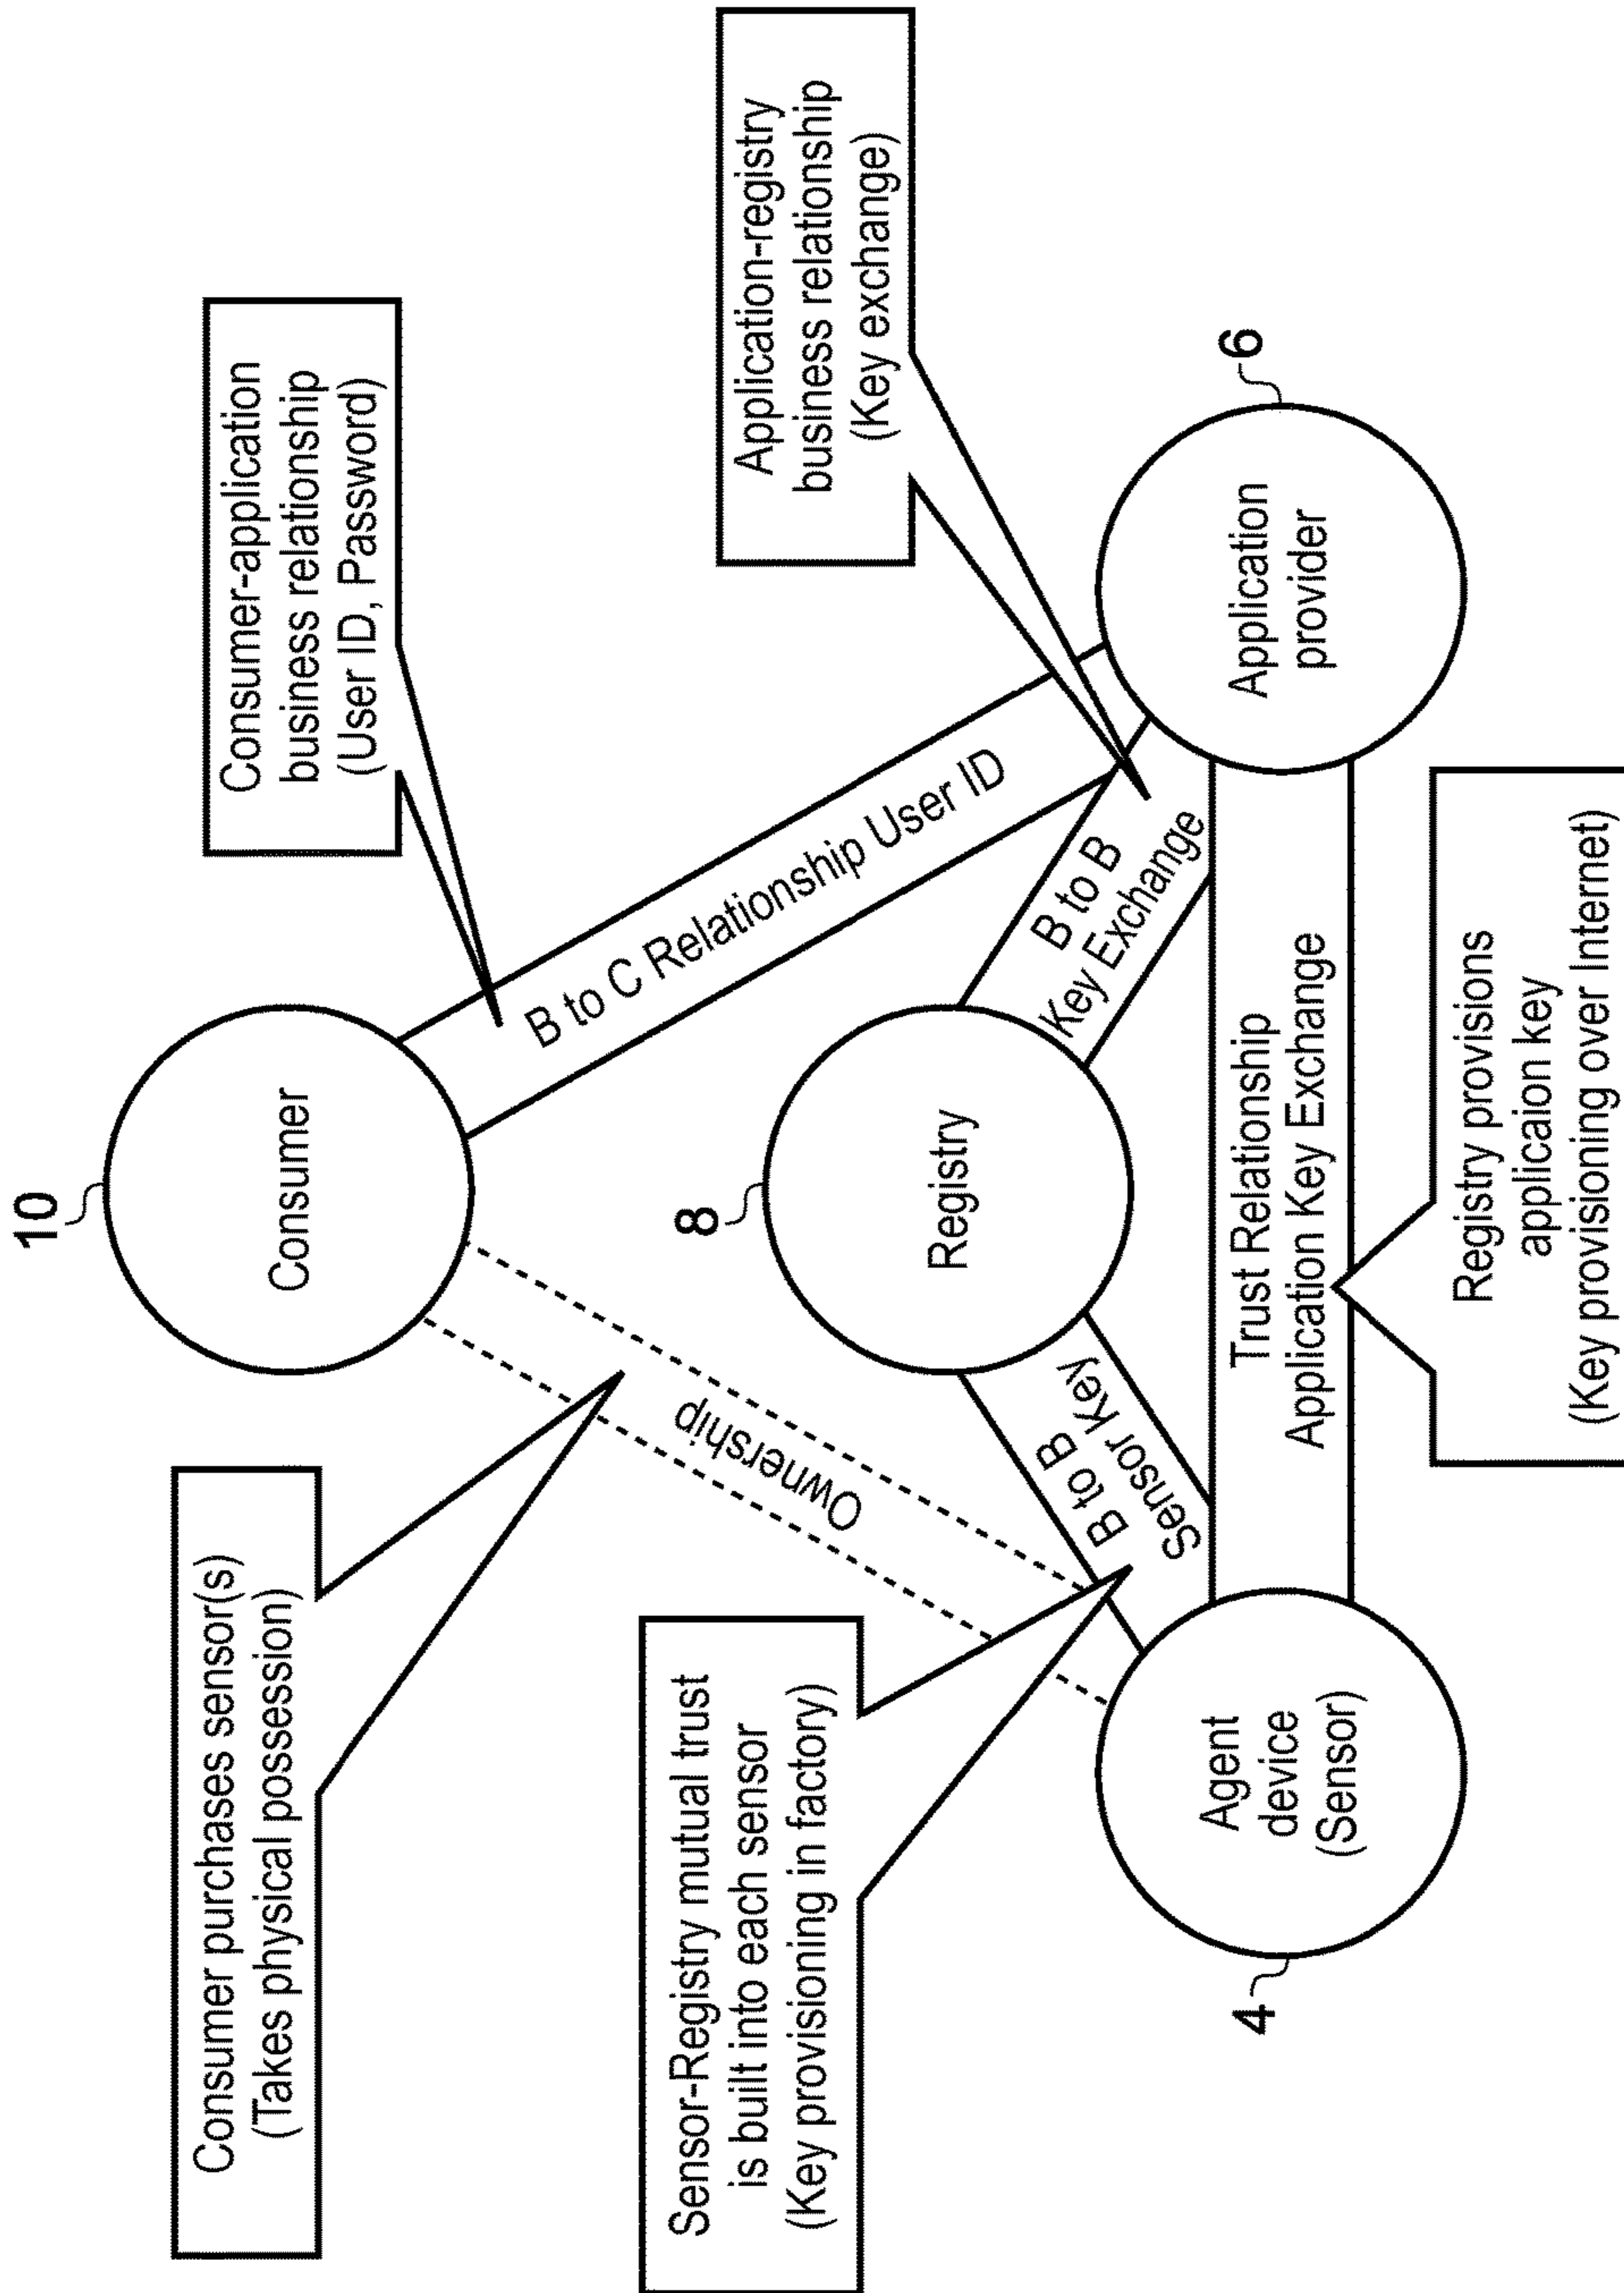 10
Consumer
Consumer purchases sensor(s)
(Takes physical possession)
Consumer-application
business relationship
(User ID, Password)
Ownership
B to C Relationship User ID
8
Registry
Sensor-Registry mutual trust
is built into each sensor
(Key provisioning in factory)
Application-registry
business relationship
(Key exchange)
B to B
Sensor Key
B to B
Key Exchange
4
Agent
device
(Sensor)
Trust Relationship
Application Key Exchange
6
Application
provider
Registry provisions
applicaion key
(Key provisioning over Internet)